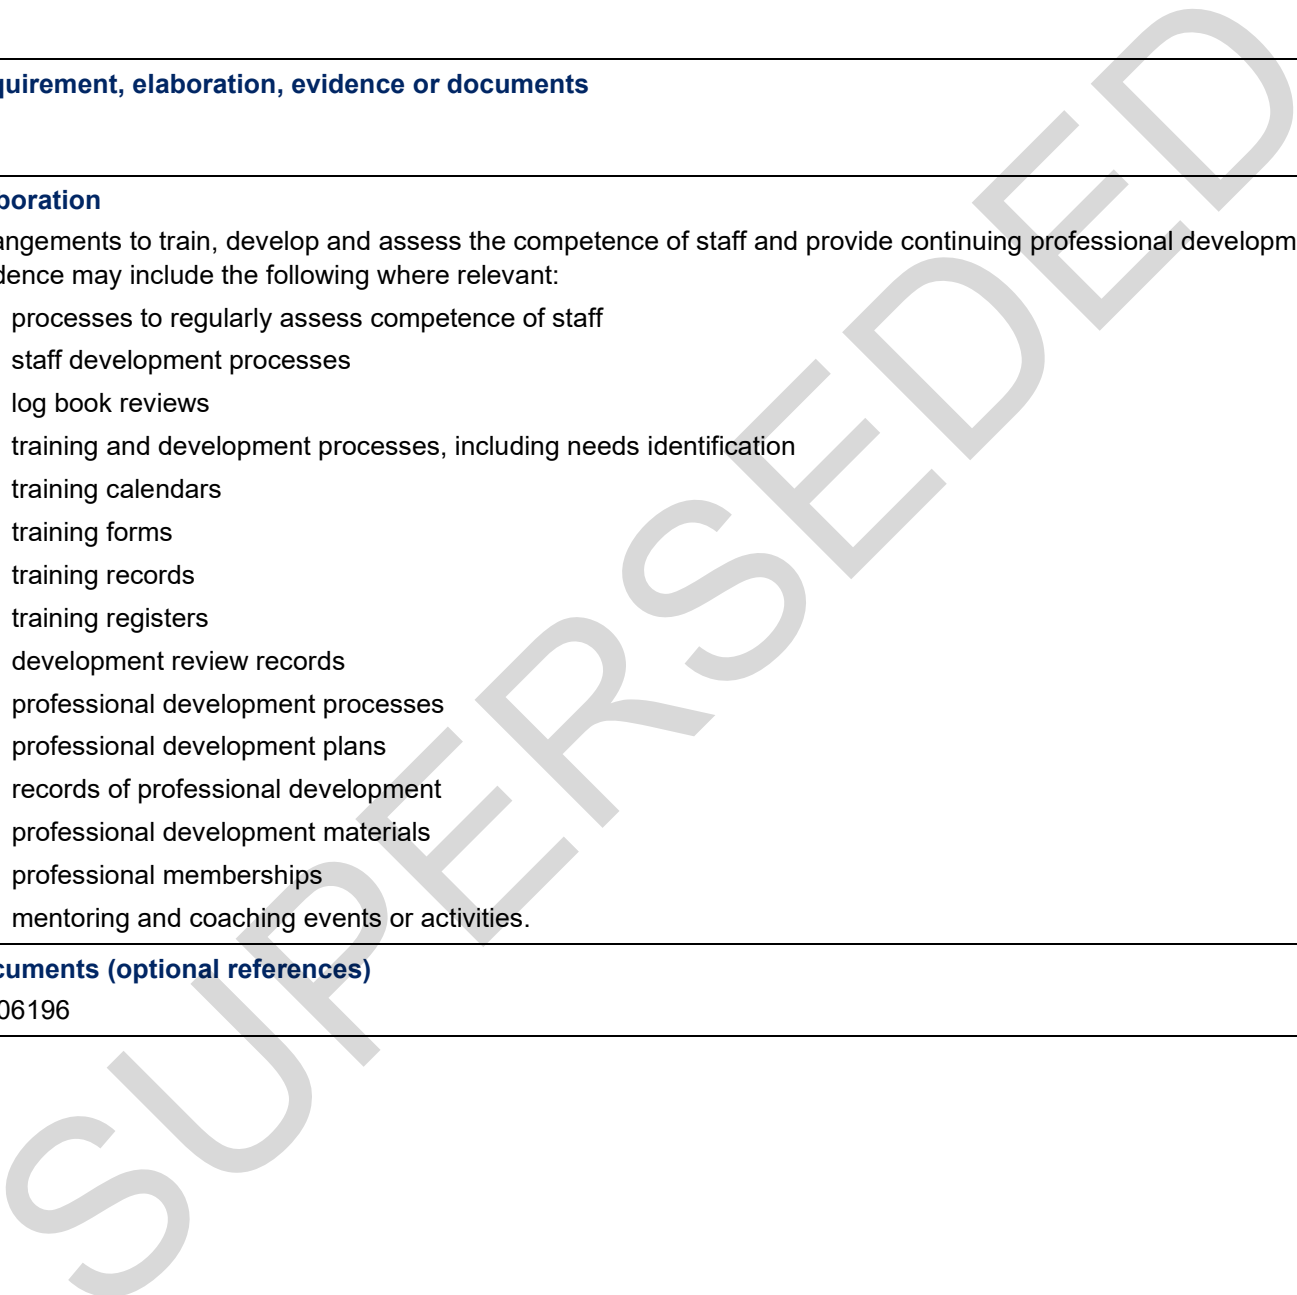 quirement, elaboration, evidence or documents
boration
angements to train, develop and assess the competence of staff and provide continuing professional developm
dence may include the following where relevant:
processes to regularly assess competence of staff
staff development processes
log book reviews
training and development processes, including needs identification
training calendars
training forms
training records
training registers
development review records
professional development processes
professional development plans
records of professional development
professional development materials
professional memberships
mentoring and coaching events or activities.
cuments (optional references)
06196
SUPERSEDED